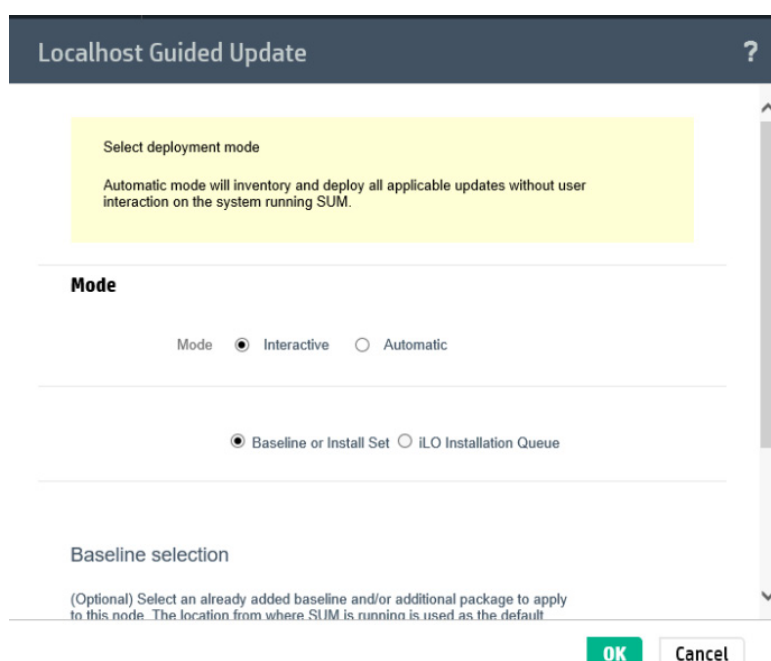 Localhost Guided Update ?
Select deployment mode
Automatic mode will inventory and deploy all applicable updates without user
interaction on the system running SUM.
Mode
Mode Interactive Automatic
Baseline or Install Set iLO Installation Queue
Baseline selection
(Optional) Select an already added baseline and/or additional package to apply
to this node. The location from where SUM is running is used as the default
OK Cancel